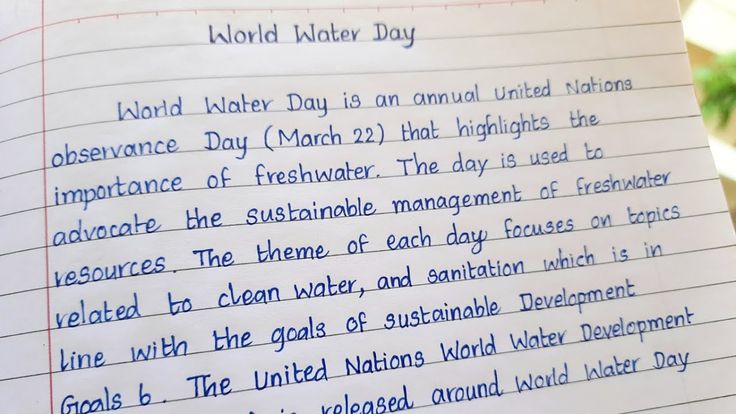 World Water Day
World Water Day is an annual United Nations
observance Day (March 22) that highlights the
importance of freshwater. The day is used to
advocate the sustainable management of freshwater
resources. The theme of each day focuses on topics
related to clean water, and sanitation which is in
line with the goals of sustainable Development
Goals 6. The United Nations World Water Development
released around World Water Day